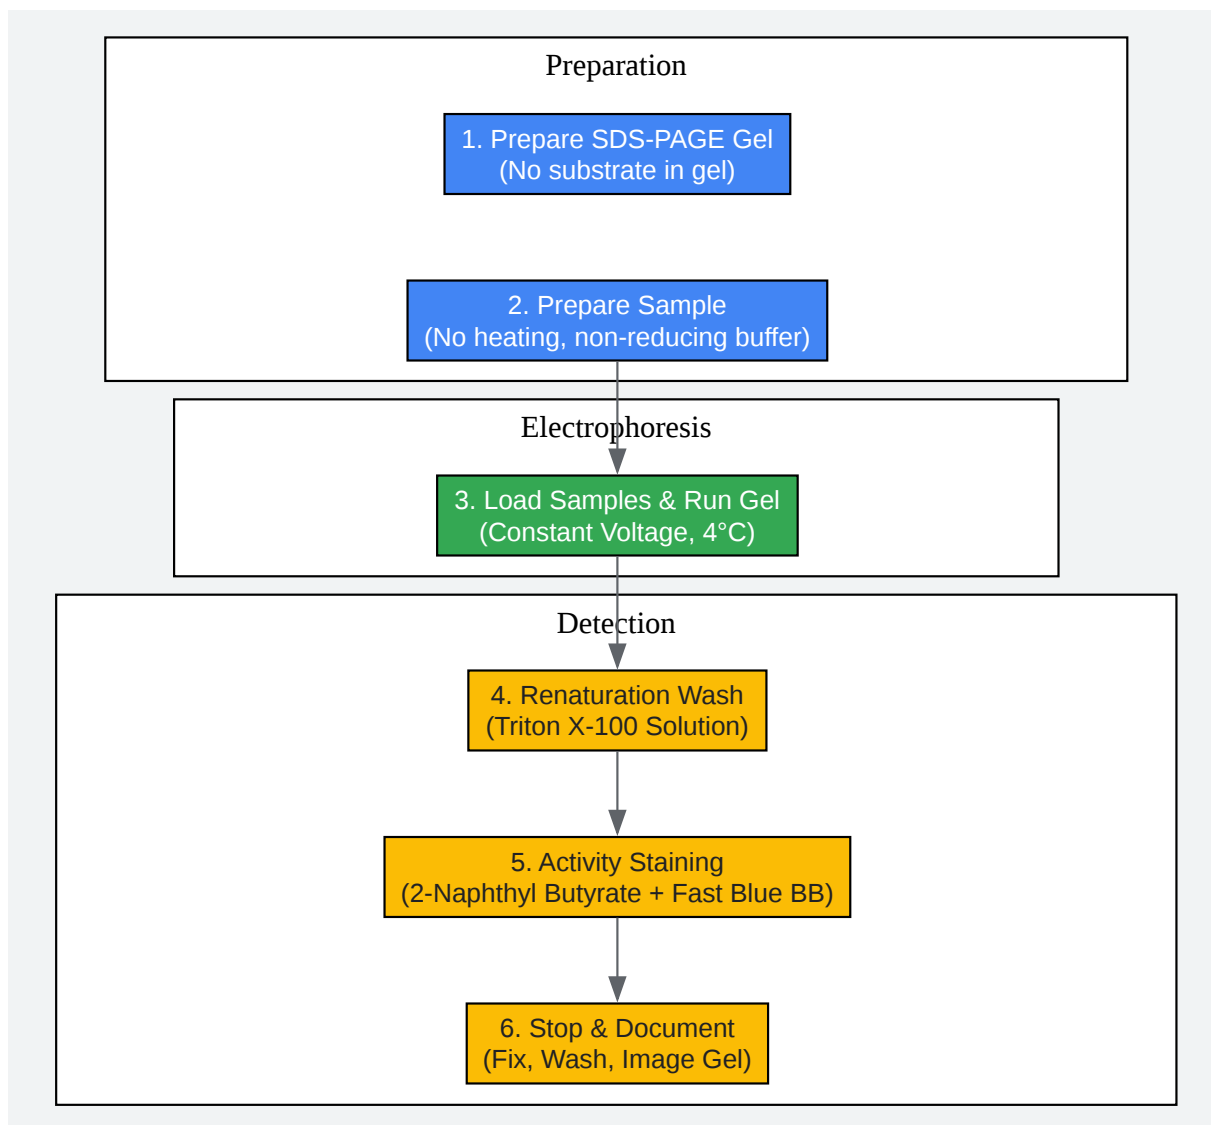 Preparation
1. Prepare SDS-PAGE Gel
(No substrate in gel)
2. Prepare Sample
(No heating, non-reducing buffer)
Electrophoresis
3. Load Samples & Run Gel
(Constant Voltage, 4°C)
Detection
4. Renaturation Wash
(Triton X-100 Solution)
5. Activity Staining
(2-Naphthyl Butyrate + Fast Blue BB)
6. Stop & Document
(Fix, Wash, Image Gel)